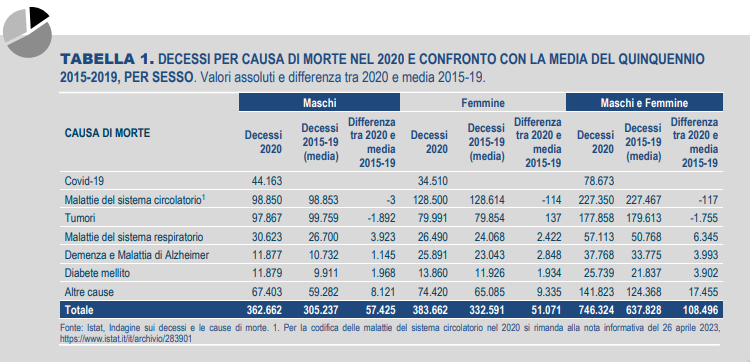 TABELLA 1. DECESSI PER CAUSA DI MORTE NEL 2020 E CONFRONTO CON LA MEDIA DEL QUINQUENNIO
2015-2019, PER SESSO. Valori assoluti e differenza tra 2020 e media 2015-19.
CAUSA DI MORTE
Maschi Femmine Maschi e Femmine
Decessi 2020 Decessi 2015-19 (media) Differenza tra 2020 e media 2015-19 Decessi 2020 Decessi 2015-19 (media) Differenza tra 2020 e media 2015-19 Decessi 2020 Decessi 2015-19 (media) Differenza tra 2020 e media 2015-19
Covid-19 44.163 34.510 78.673
Malattie del sistema circolatorio¹ 98.850 98.853 -3 128.500 128.614 -114 227.350 227.467 -117
Tumori 97.867 99.759 -1.892 79.991 79.854 137 177.858 179.613 -1.755
Malattie del sistema respiratorio 30.623 26.700 3.923 26.490 24.068 2.422 57.113 50.768 6.345
Demenza e Malattia di Alzheimer 11.877 10.732 1.145 25.891 23.043 2.848 37.768 33.775 3.993
Diabete mellito 11.879 9.911 1.968 13.860 11.926 1.934 25.739 21.837 3.902
Altre cause 67.403 59.282 8.121 74.420 65.085 9.335 141.823 124.368 17.455
Totale 362.662 305.237 57.425 383.662 332.591 51.071 746.324 637.828 108.496
Fonte: Istat, Indagine sui decessi e le cause di morte. 1. Per la codifica delle malattie del sistema circolatorio nel 2020 si rimanda alla nota informativa del 26 aprile 2023,
https://www.istat.it/it/archivio/283901